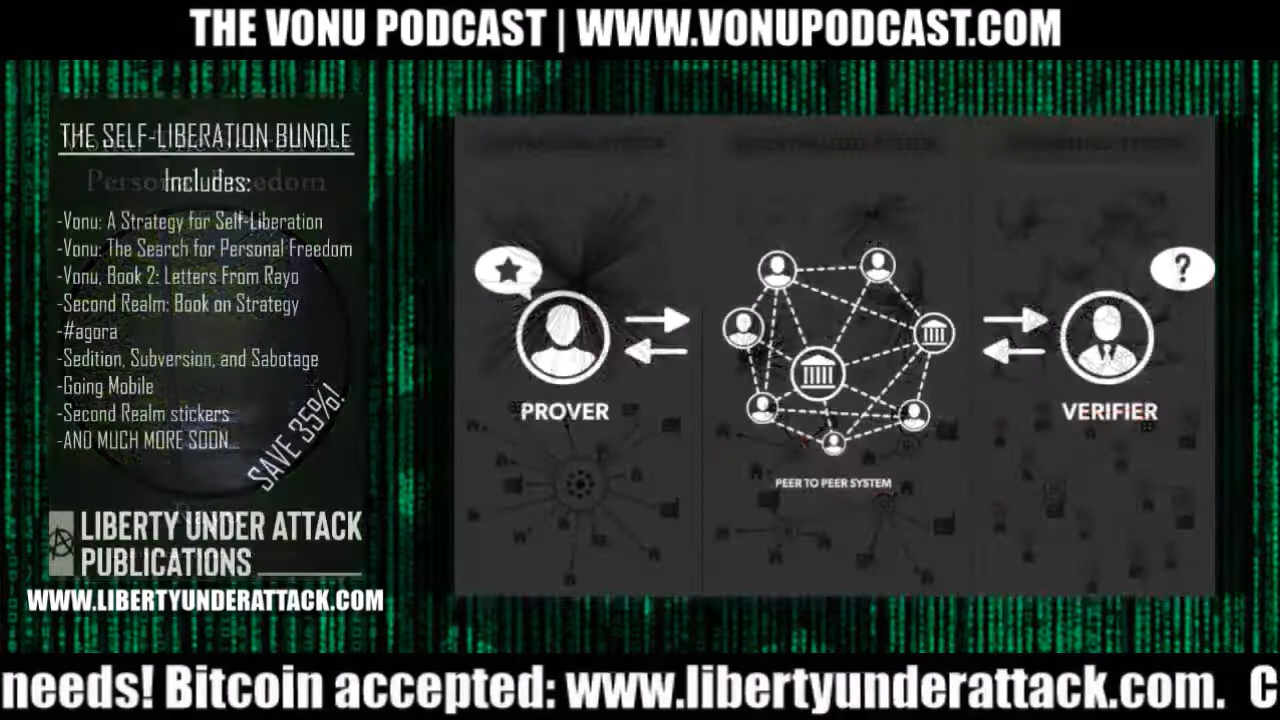 THE VONU PODCAST | WWW.VONUPODCAST.COM
THE SELF-LIBERATION BUNDLE
Personal Freedom
Includes:
-Vonu: A Strategy for Self-Liberation
-Vonu: The Search for Personal Freedom
-Vonu, Book 2: Letters From Rayo
-Second Realm: Book on Strategy
-#agora
-Sedition, Subversion, and Sabotage
-Going Mobile
-Second Realm stickers
-AND MUCH MORE SOON...
SAVE 35%!
LIBERTY UNDER ATTACK
PUBLICATIONS
WWW.LIBERTYUNDERATTACK.COM
?
PROVER
VERIFIER
PEER TO PEER SYSTEM
needs! Bitcoin accepted: www.libertyunderattack.com. C